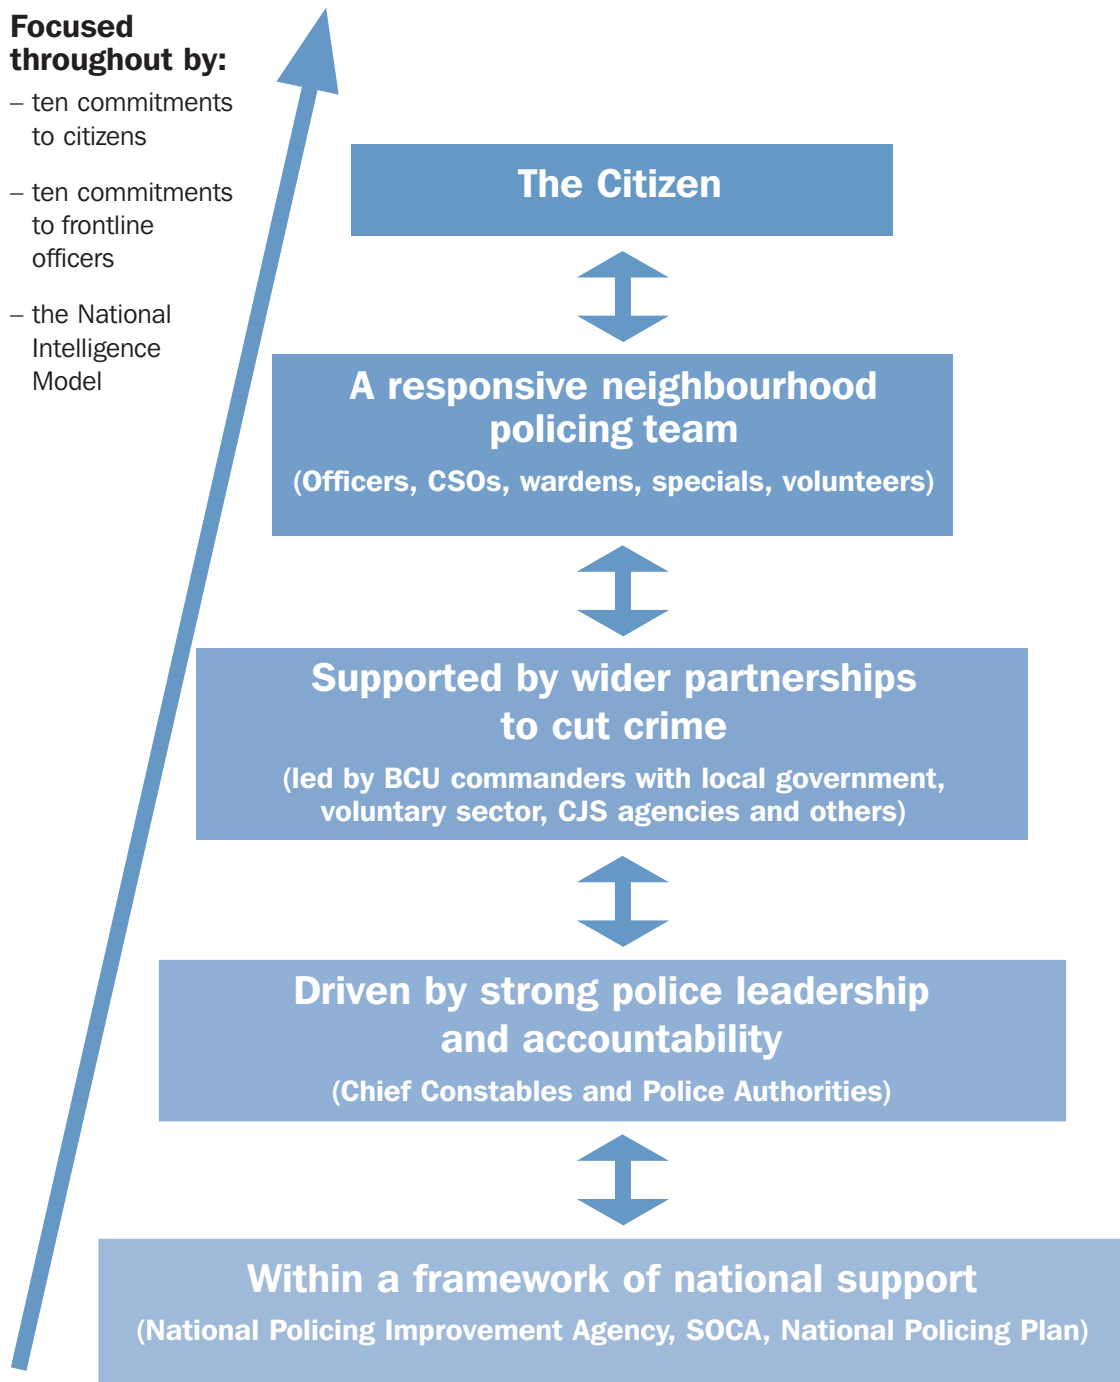 Focused
throughout by:
– ten commitments
to citizens
– ten commitments
to frontline
officers
– the National
Intelligence
Model
The Citizen
A responsive neighbourhood
policing team
(Officers, CSOs, wardens, specials, volunteers)
Supported by wider partnerships
to cut crime
(led by BCU commanders with local government,
voluntary sector, CJS agencies and others)
Driven by strong police leadership
and accountability
(Chief Constables and Police Authorities)
Within a framework of national support
(National Policing Improvement Agency, SOCA, National Policing Plan)